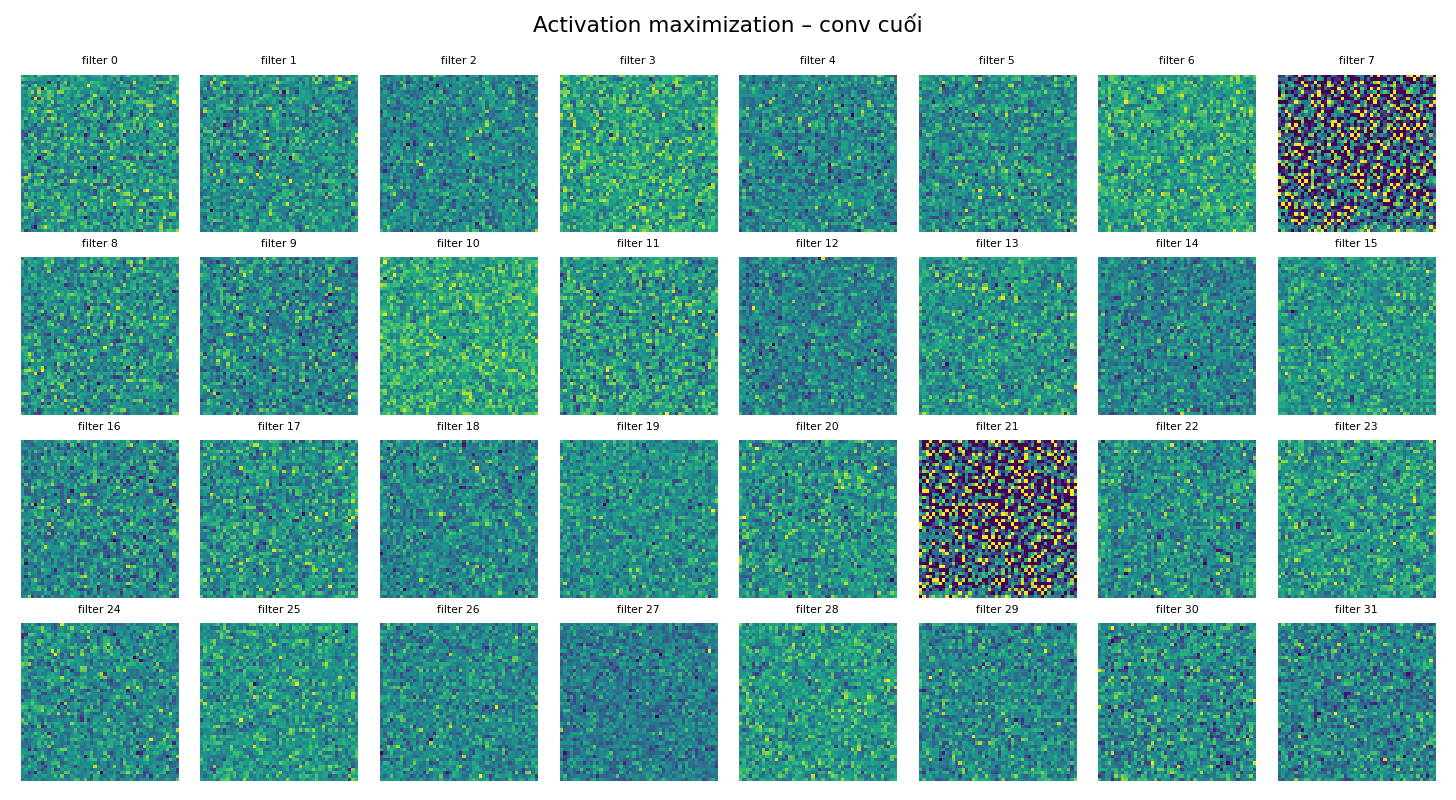 Activation maximization – conv cuối
filter 0 filter 1 filter 2 filter 3 filter 4 filter 5 filter 6 filter 7
filter 8 filter 9 filter 10 filter 11 filter 12 filter 13 filter 14 filter 15
filter 16 filter 17 filter 18 filter 19 filter 20 filter 21 filter 22 filter 23
filter 24 filter 25 filter 26 filter 27 filter 28 filter 29 filter 30 filter 31